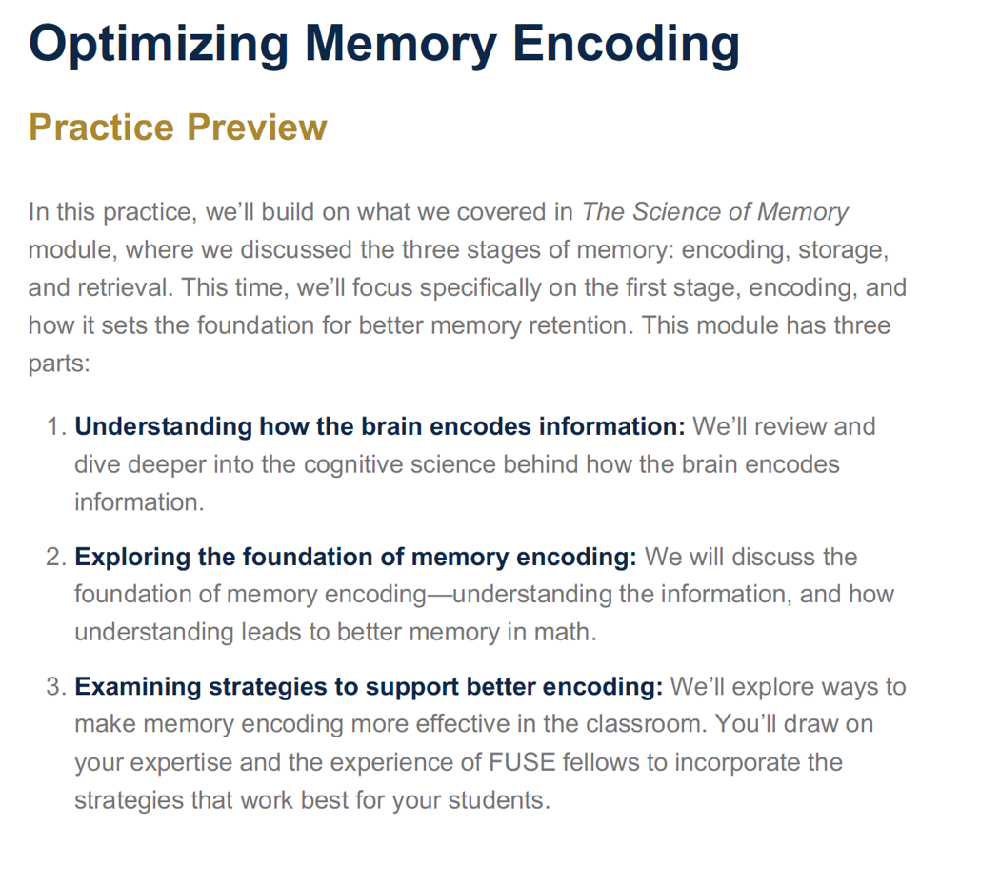 Optimizing Memory Encoding
Practice Preview
In this practice, we’ll build on what we covered in The Science of Memory
module, where we discussed the three stages of memory: encoding, storage,
and retrieval. This time, we’ll focus specifically on the first stage, encoding, and
how it sets the foundation for better memory retention. This module has three
parts:
1. Understanding how the brain encodes information: We’ll review and
dive deeper into the cognitive science behind how the brain encodes
information.
2. Exploring the foundation of memory encoding: We will discuss the
foundation of memory encoding—understanding the information, and how
understanding leads to better memory in math.
3. Examining strategies to support better encoding: We’ll explore ways to
make memory encoding more effective in the classroom. You’ll draw on
your expertise and the experience of FUSE fellows to incorporate the
strategies that work best for your students.